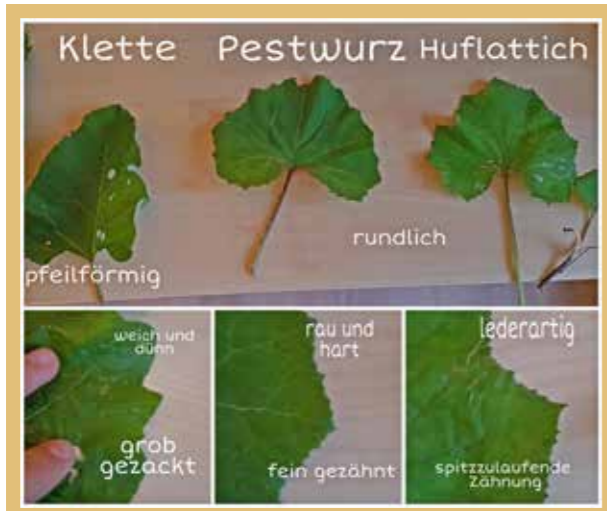 Klette
Pestwurz
Huflattich
pfeilförmig
rundlich
weich und
dünn
grob
gezackt
rau und
hart
fein gezähnt
lederartig
spitzzulaufende
Zähnung